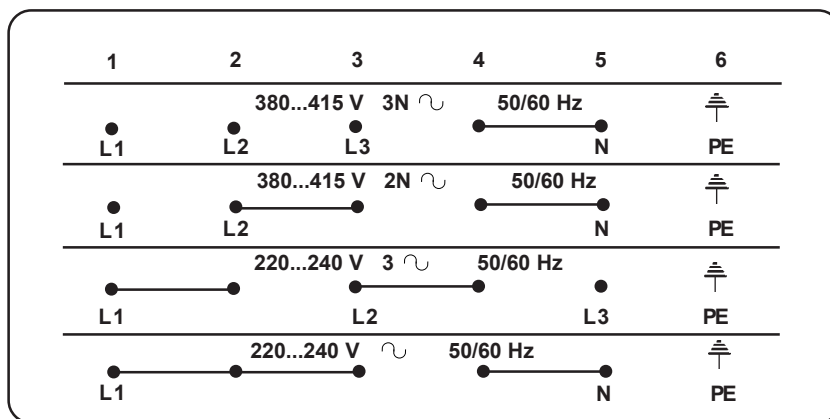 1 2 3 4 5 6
380...415 V 3N 50/60 Hz
L1 L2 L3 N PE
380...415 V 2N 50/60 Hz
L1 L2 N PE
220...240 V 3 50/60 Hz
L1 L2 L3 PE
220...240 V 50/60 Hz
L1 N PE